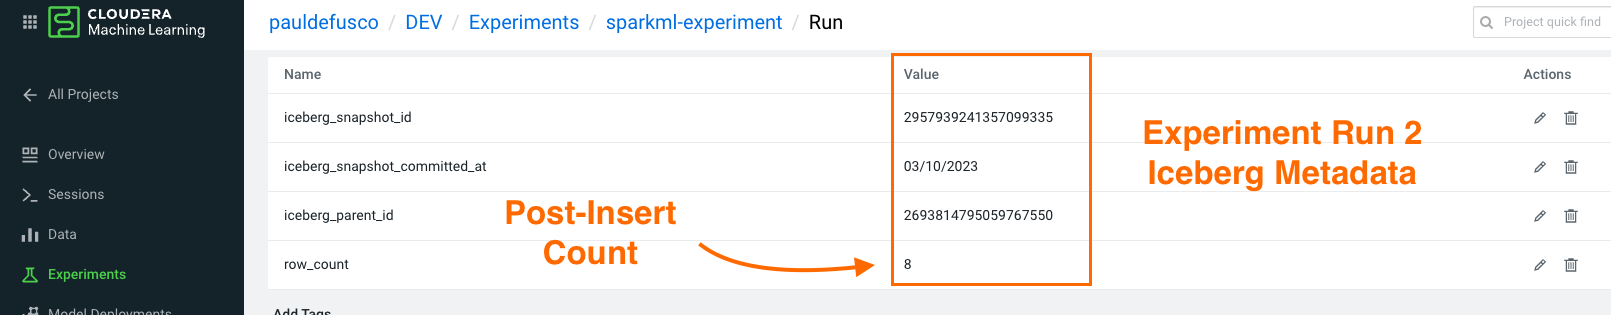 CLOUDERA
Machine Learning
pauldefusco / DEV / Experiments / sparkml-experiment / Run
Project quick find
All Projects
Overview
Sessions
Data
Experiments
Model Deployments
Name Value Actions
iceberg_snapshot_id 2957939241357099335
iceberg_snapshot_committed_at 03/10/2023
iceberg_parent_id 2693814795059767550
row_count 8
Experiment Run 2
Iceberg Metadata
Post-Insert
Count
Add Tags